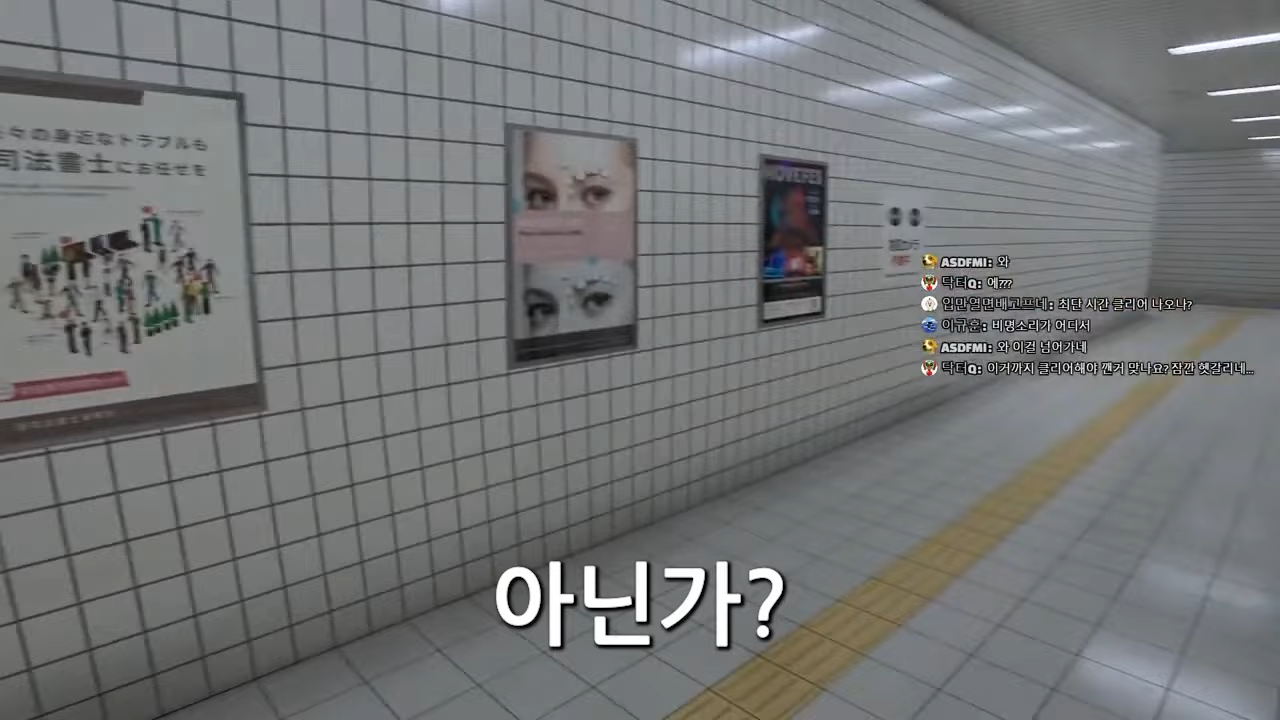 々の身近なトラブルも
司法書士にお任せを
ASDFMI: 와
닥터Q: 에???
입만열면배고프데: 최단 시간 클리어 나오나?
이규훈: 비명소리가 어디서
ASDFMI: 와 이걸 넘어가네
닥터Q: 이거까지 클리어해야 깬거 맞나요? 잠깐 헷갈리네...
아닌가?